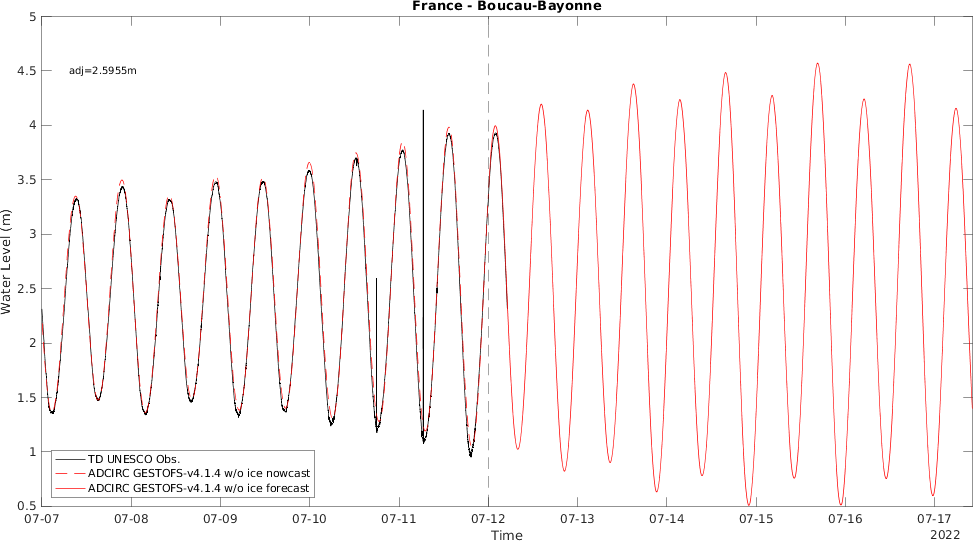 France - Boucau-Bayonne
5
4.5
4
3.5
3
2.5
2
1.5
1
0.5
Water Level (m)
adj=2.5955m
TD UNESCO Obs.
ADCIRC GESTOFS-v4.1.4 w/o ice nowcast
ADCIRC GESTOFS-v4.1.4 w/o ice forecast
07-07 07-08 07-09 07-10 07-11 07-12 07-13 07-14 07-15 07-16 07-17
Time
2022